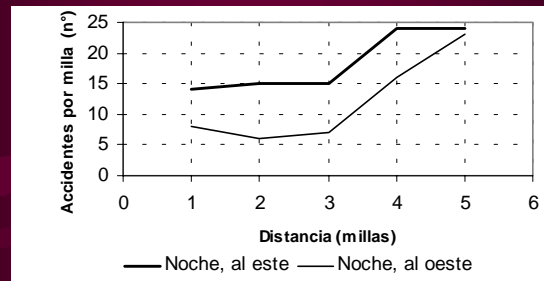 Accidentes por milla (n°)
25
20
15
10
5
0
0 1 2 3 4 5 6
Distancia (millas)
Noche, al este Noche, al oeste